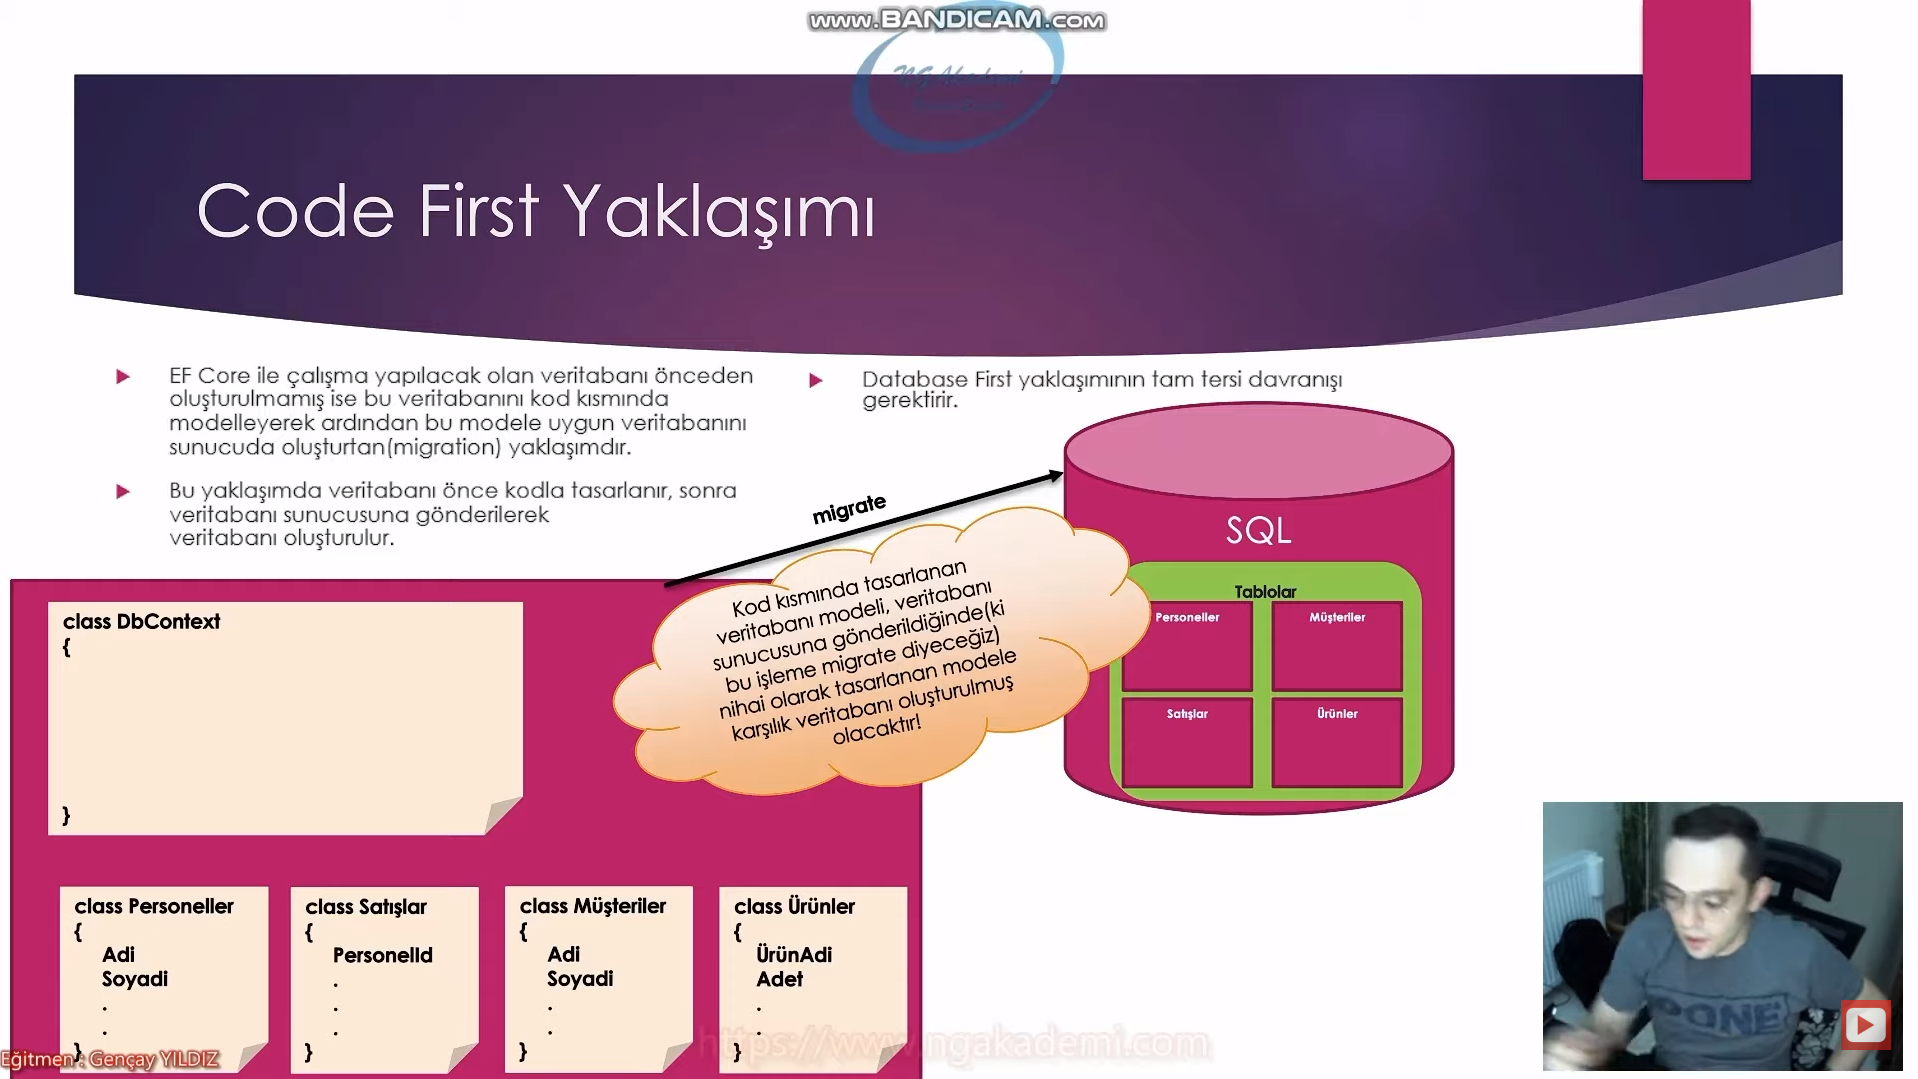 www.BANDICAM.com
NG Akademi
Code First Yaklaşımı
EF Core ile çalışma yapılacak olan veritabanı önceden
oluşturulmamış ise bu veritabanını kod kısmında
modelleyerek ardından bu modele uygun veritabanını
sunucuda oluşturtan(migration) yaklaşımdır.
Bu yaklaşımda veritabanı önce kodla tasarlanır, sonra
veritabanı sunucusuna gönderilerek
veritabanı oluşturulur.
Database First yaklaşımının tam tersi davranışı
gerektirir.
migrate
Kod kısmında tasarlanan
veritabanı modeli, veritabanı
sunucusuna gönderildiğinde(ki
bu işleme migrate diyeceğiz)
nihai olarak tasarlanan modele
karşılık veritabanı oluşturulmuş
olacaktır!
SQL
Tablolar
Personeller
Müşteriler
Satışlar
Ürünler
class DbContext
{
}
class Personeller
{
Adi
Soyadi
.
.
}
class Satışlar
{
PersonelId
.
.
.
}
class Müşteriler
{
Adi
Soyadi
.
.
}
class Ürünler
{
ÜrünAdi
Adet
.
.
}
Eğitmen : Gençay YILDIZ
https://www.ngakademi.com